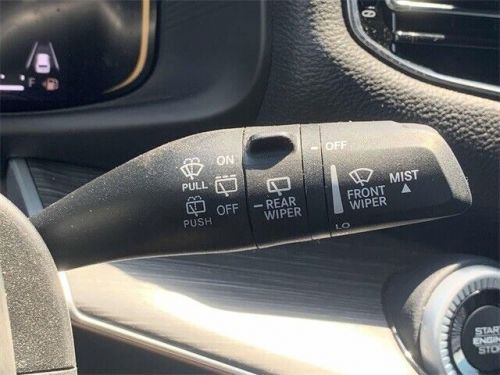 F
PULL
PUSH
ON
OFF
REAR
WIPER
OFF
FRONT
WIPER
LO
MIST
START
ENGINE
STOP